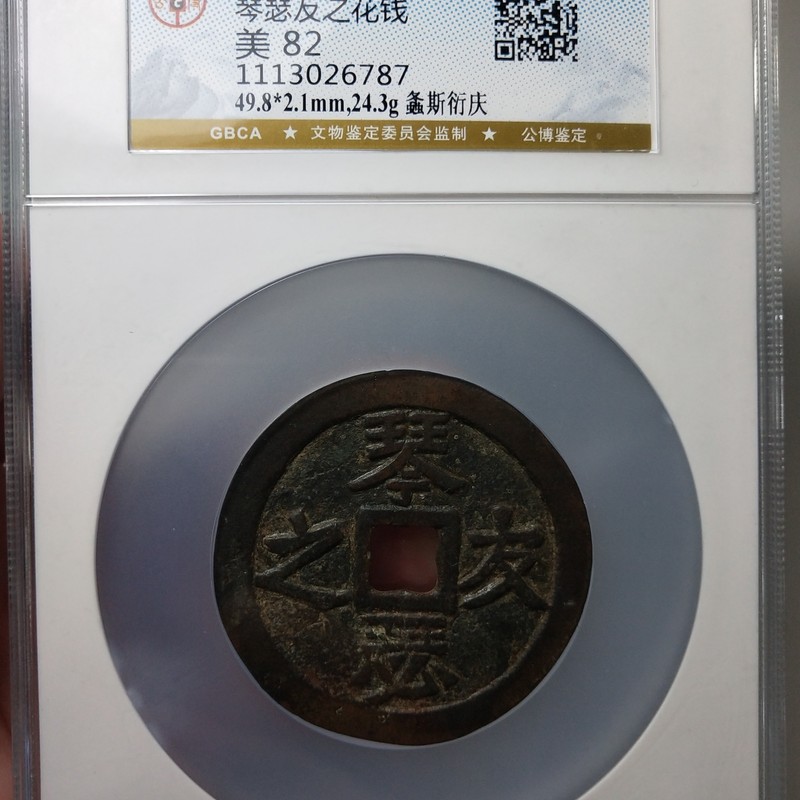 琴瑟友之花钱
美 82
1113026787
49.8*2.1mm,24.3g 螽斯衍庆
GBCA ★ 文物鉴定委员会监制 ★ 公博鉴定
琴
之 友
瑟